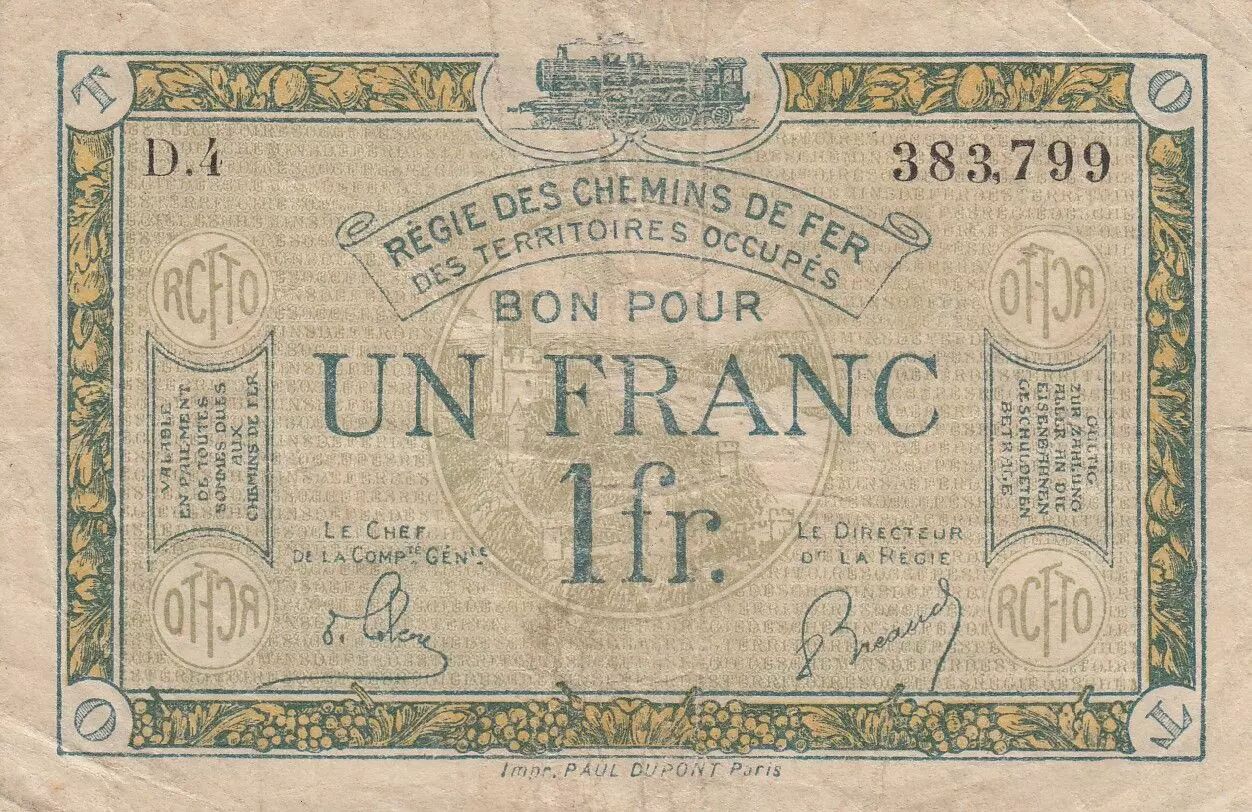 T
O
D.4
383,799
RÉGIE DES CHEMINS DE FER
DES TERRITOIRES OCCUPÉS
RCFTO
RCFTO
BON POUR
UN FRANC
1fr.
VALABLE
EN PAIEMENT
DE TOUTES
SOMMES DUES
AUX
CHEMINS DE FER
GÜLTIG
ZUR ZAHLUNG
ALLER AN DIE
EISENBAHNEN
GESCHULDETEN
BETRÄGE
LE CHEF
DE LA COMPTÉ GÉNLE
LE DIRECTEUR
DE LA RÉGIE
RCFTO
RCFTO
Bréaud
O
T
Impr. PAUL DUPONT Paris